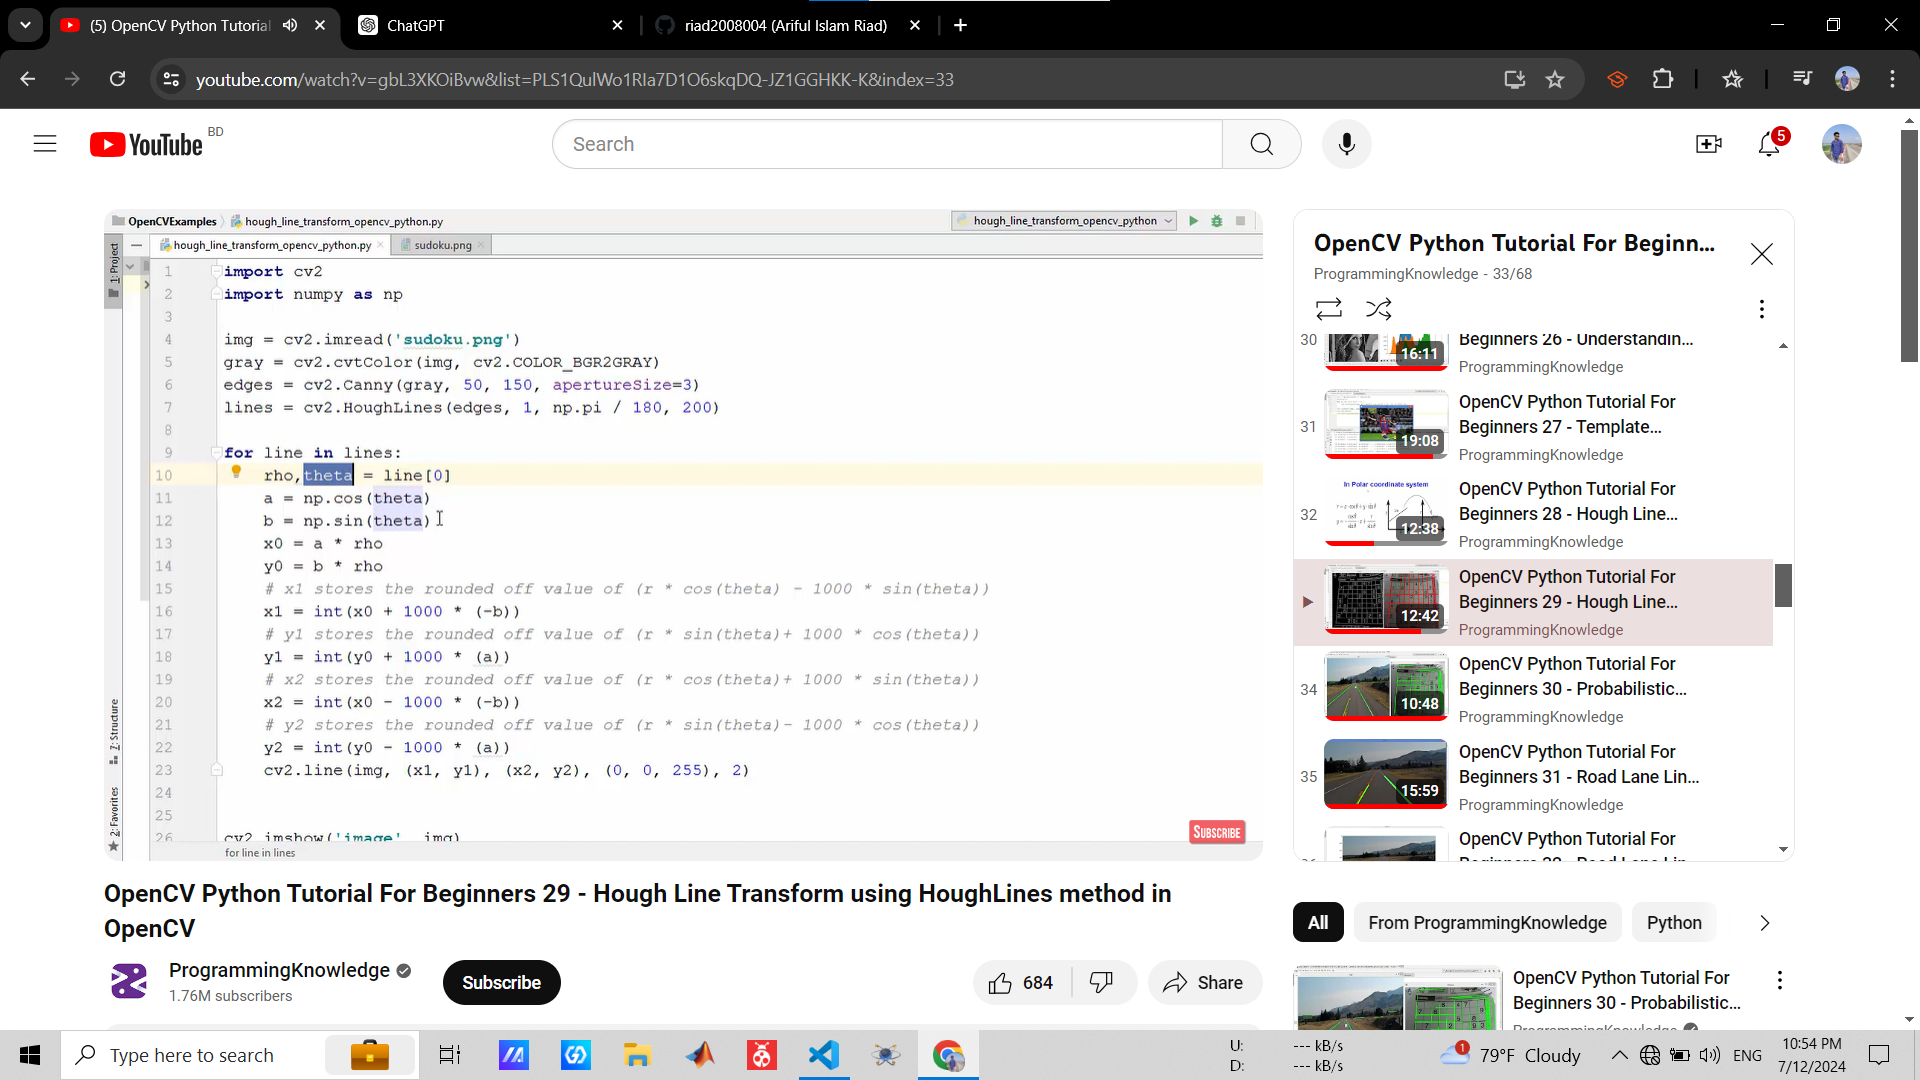 (5) OpenCV Python Tutorial
ChatGPT
riad2008004 (Ariful Islam Riad)
youtube.com/watch?v=gbL3XKOiBvw&list=PLS1QulWo1RIa7D1O6skqDQ-JZ1GGHKK-K&index=33
YouTube
BD
Search
5
OpenCVExamples
hough_line_transform_opencv_python.py
hough_line_transform_opencv_python
hough_line_transform_opencv_python.py
sudoku.png
1: Project
7: Structure
2: Favorites
1 import cv2
2 import numpy as np
3
4 img = cv2.imread('sudoku.png')
5 gray = cv2.cvtColor(img, cv2.COLOR_BGR2GRAY)
6 edges = cv2.Canny(gray, 50, 150, apertureSize=3)
7 lines = cv2.HoughLines(edges, 1, np.pi / 180, 200)
8
9 for line in lines:
10 rho,theta = line[0]
11 a = np.cos(theta)
12 b = np.sin(theta)
13 x0 = a * rho
14 y0 = b * rho
15 # x1 stores the rounded off value of (r * cos(theta) - 1000 * sin(theta))
16 x1 = int(x0 + 1000 * (-b))
17 # y1 stores the rounded off value of (r * sin(theta)+ 1000 * cos(theta))
18 y1 = int(y0 + 1000 * (a))
19 # x2 stores the rounded off value of (r * cos(theta)+ 1000 * sin(theta))
20 x2 = int(x0 - 1000 * (-b))
21 # y2 stores the rounded off value of (r * sin(theta)- 1000 * cos(theta))
22 y2 = int(y0 - 1000 * (a))
23 cv2.line(img, (x1, y1), (x2, y2), (0, 0, 255), 2)
24
25
26 cv2.imshow('image', img)
for line in lines
SUBSCRIBE
OpenCV Python Tutorial For Beginners 29 - Hough Line Transform using HoughLines method in
OpenCV
ProgrammingKnowledge
1.76M subscribers
Subscribe
684
Share
OpenCV Python Tutorial For Beginn...
ProgrammingKnowledge - 33/68
30
16:11
Beginners 26 - Understandin...
ProgrammingKnowledge
31
19:08
OpenCV Python Tutorial For
Beginners 27 - Template...
ProgrammingKnowledge
32
In Polar coordinate system
12:38
OpenCV Python Tutorial For
Beginners 28 - Hough Line...
ProgrammingKnowledge
12:42
OpenCV Python Tutorial For
Beginners 29 - Hough Line...
ProgrammingKnowledge
34
10:48
OpenCV Python Tutorial For
Beginners 30 - Probabilistic...
ProgrammingKnowledge
35
15:59
OpenCV Python Tutorial For
Beginners 31 - Road Lane Lin...
ProgrammingKnowledge
OpenCV Python Tutorial For
All
From ProgrammingKnowledge
Python
OpenCV Python Tutorial For
Beginners 30 - Probabilistic...
ProgrammingKnowledge
Type here to search
U: --- kB/s
D: --- kB/s
1
79°F Cloudy
ENG
10:54 PM
7/12/2024